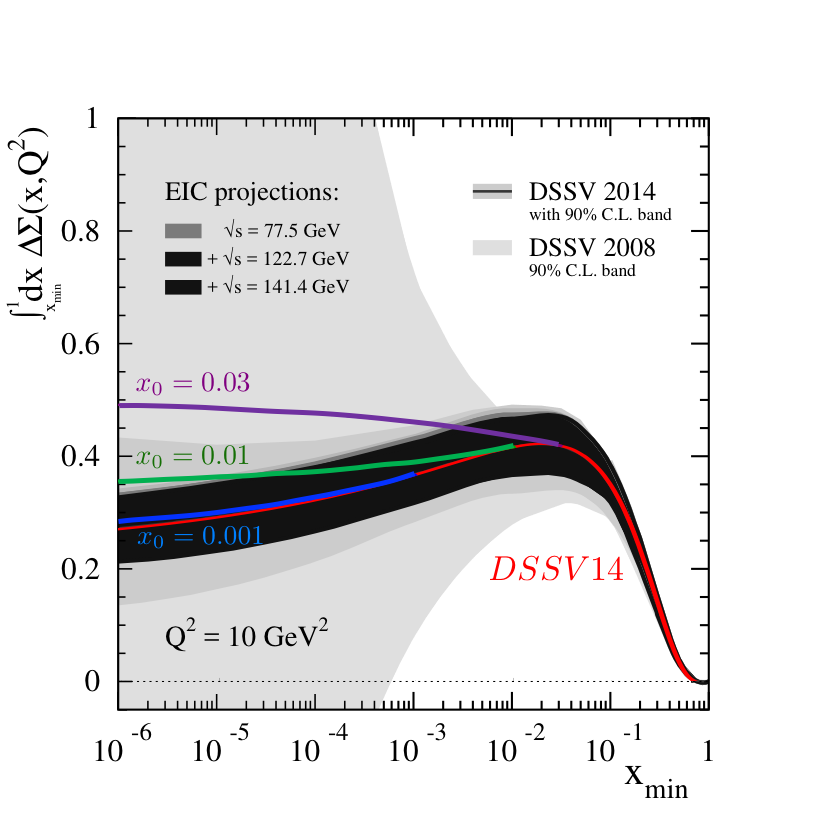 1
0.8
0.6
0.4
0.2
0
∫¹ₓₘᵢₙ dx ΔΣ(x,Q²)
EIC projections:
√s = 77.5 GeV
+ √s = 122.7 GeV
+ √s = 141.4 GeV
DSSV 2014
with 90% C.L. band
DSSV 2008
90% C.L. band
x₀ = 0.03
x₀ = 0.01
x₀ = 0.001
DSSV14
Q² = 10 GeV²
10⁻⁶ 10⁻⁵ 10⁻⁴ 10⁻³ 10⁻² 10⁻¹ 1
xₘᵢₙ